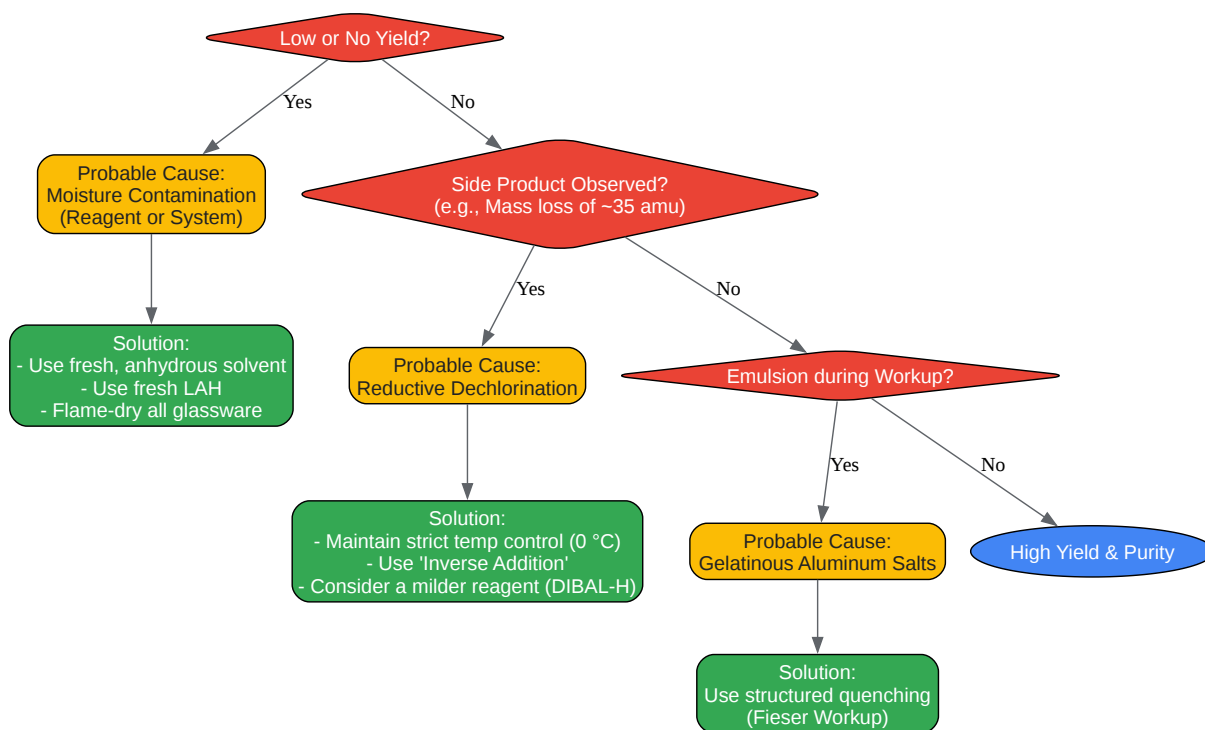 Low or No Yield?
Yes
No
Probable Cause:
Moisture Contamination
(Reagent or System)
Side Product Observed?
(e.g., Mass loss of ~35 amu)
Yes
No
Solution:
- Use fresh, anhydrous solvent
- Use fresh LAH
- Flame-dry all glassware
Probable Cause:
Reductive Dechlorination
Emulsion during Workup?
Yes
No
Solution:
- Maintain strict temp control (0 °C)
- Use 'Inverse Addition'
- Consider a milder reagent (DIBAL-H)
Probable Cause:
Gelatinous Aluminum Salts
High Yield & Purity
Solution:
Use structured quenching
(Fieser Workup)